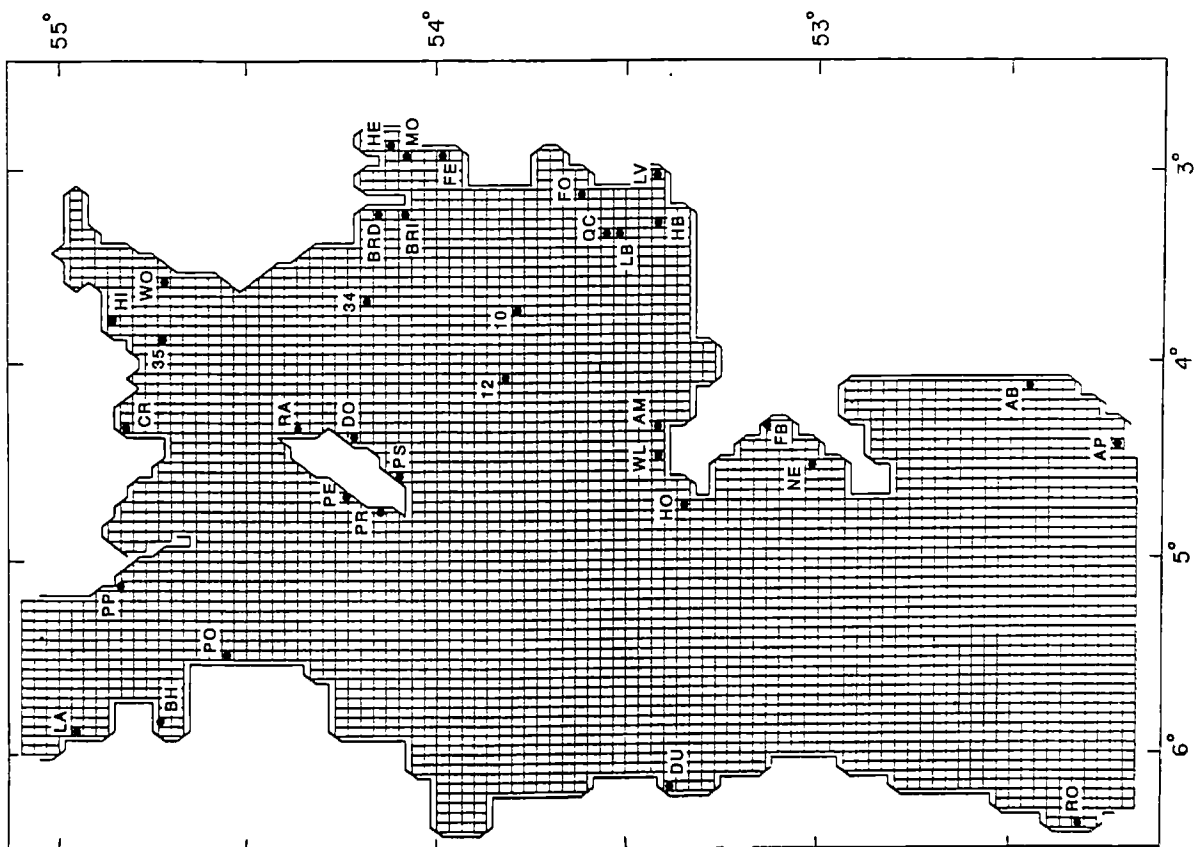 55°
54°
53°
3°
4°
5°
6°
HE
MO
FE
BRD
BRI
FO
LV
QC
LB
HB
WO
HI
34
35
10
12
CR
RA
DO
PS
PE
PR
AM
WL
HO
FB
NE
AB
AP
PP
PO
LA
BH
DU
RO